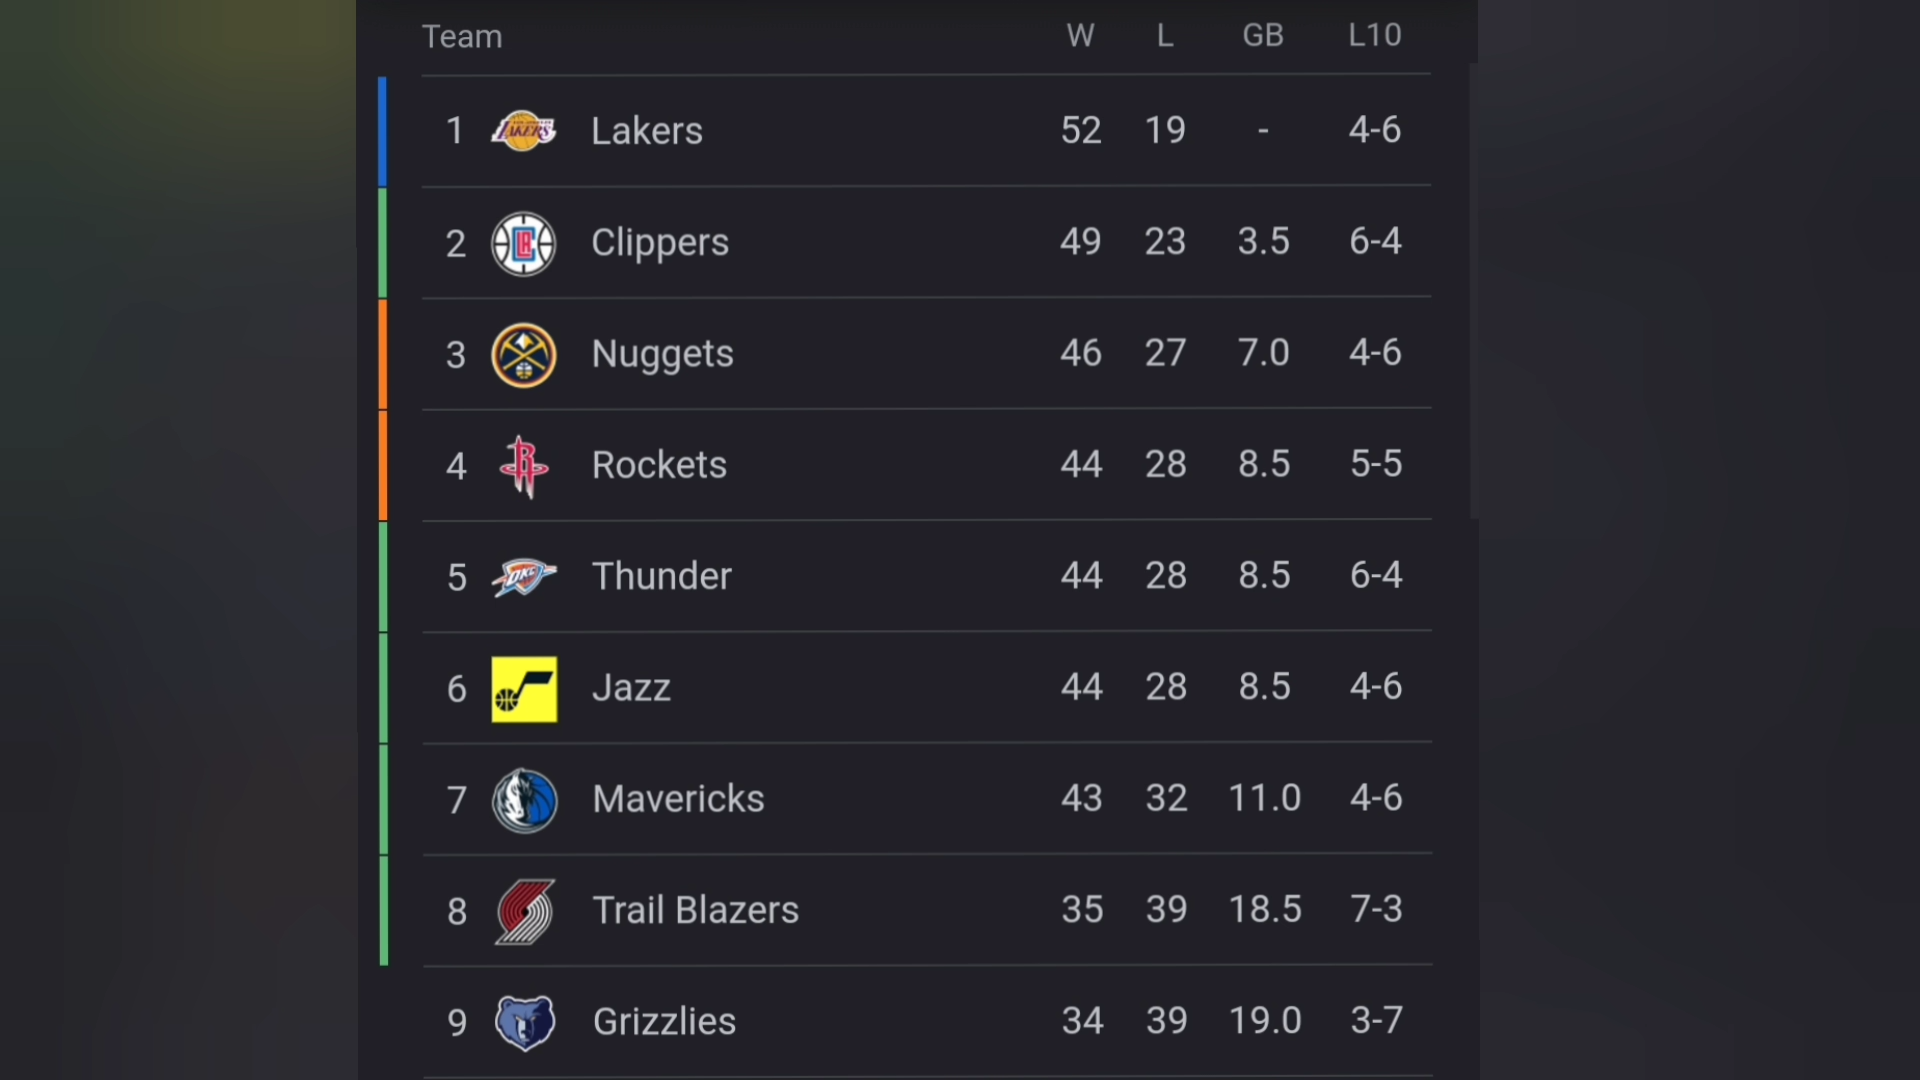 Team W L GB L10
1 LAKERS Lakers 52 19 - 4-6
2 LA Clippers 49 23 3.5 6-4
3 Nuggets 46 27 7.0 4-6
4 R Rockets 44 28 8.5 5-5
5 OKC Thunder 44 28 8.5 6-4
6 Jazz 44 28 8.5 4-6
7 Mavericks 43 32 11.0 4-6
8 Trail Blazers 35 39 18.5 7-3
9 Grizzlies 34 39 19.0 3-7